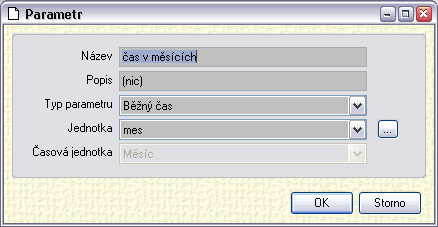 Parametr
Název čas v měsících
Popis (nic)
Typ parametru Běžný čas
Jednotka mes ...
Časová jednotka Měsíc
OK Storno